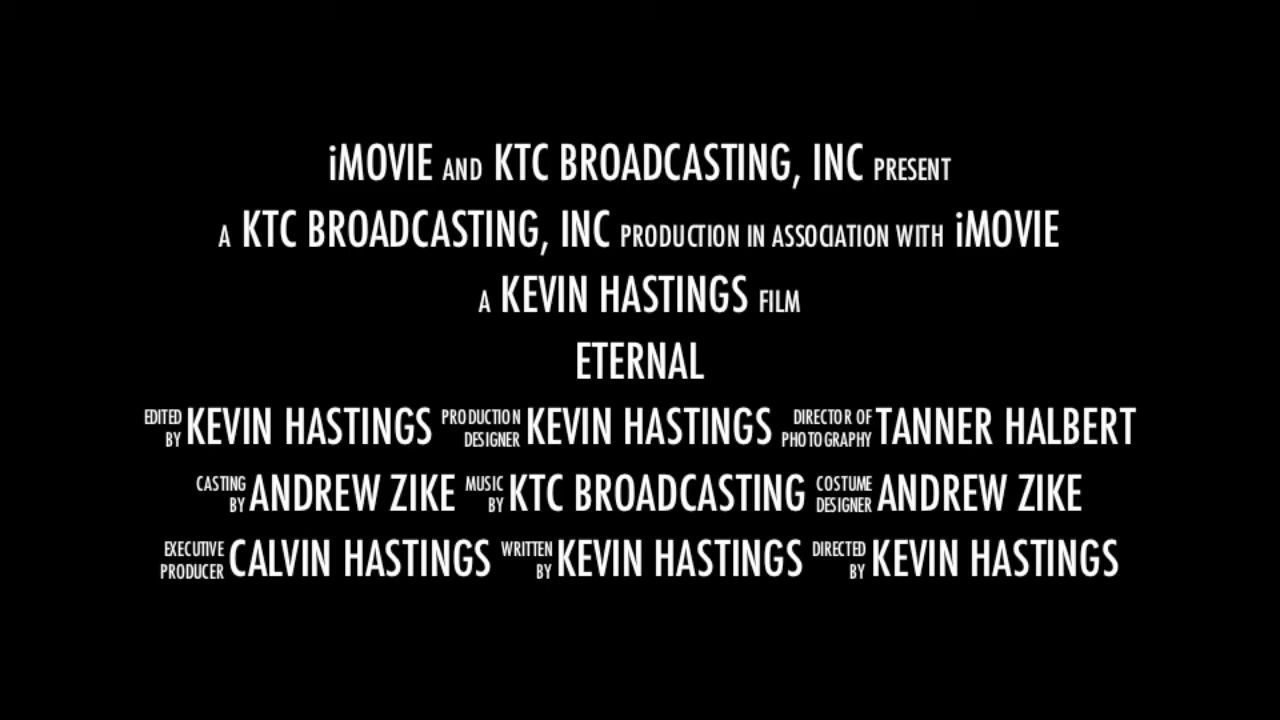 iMOVIE AND KTC BROADCASTING, INC PRESENT
A KTC BROADCASTING, INC PRODUCTION IN ASSOCIATION WITH iMOVIE
A KEVIN HASTINGS FILM
ETERNAL
EDITED BY KEVIN HASTINGS PRODUCTION DESIGNER KEVIN HASTINGS DIRECTOR OF PHOTOGRAPHY TANNER HALBERT
CASTING BY ANDREW ZIKE MUSIC BY KTC BROADCASTING COSTUME DESIGNER ANDREW ZIKE
EXECUTIVE PRODUCER CALVIN HASTINGS WRITTEN BY KEVIN HASTINGS DIRECTED BY KEVIN HASTINGS